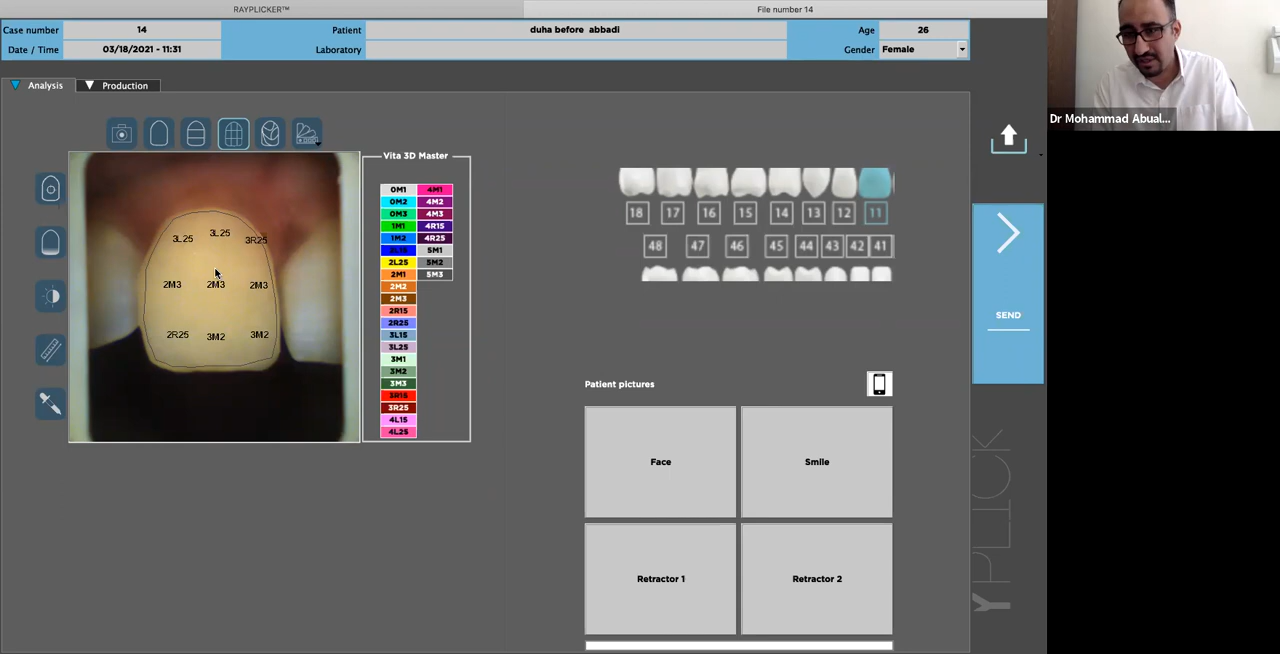 RAYPLICKER™ File number 14
Case number 14 Patient duha before abbadi Age 26
Date / Time 03/18/2021 - 11:31 Laboratory Gender Female
Analysis Production
Dr Mohammad Abual...
Vita 3D Master
0M1 4M1
0M2 4M2
0M3 4M3
1M1 4R15
1M2 4R25
5M1
2L25 5M2
2M1 5M3
2M2
2M3
2R15
2R25
3L15
3L25
3M1
3M2
3M3
3R15
3R25
4L15
4L25
3L25 3L25 3R25
2M3 2M3 2M3
2R25 3M2 3M2
18 17 16 15 14 13 12 11
48 47 46 45 44 43 42 41
SEND
Patient pictures
Face Smile
Retractor 1 Retractor 2
YPLICK